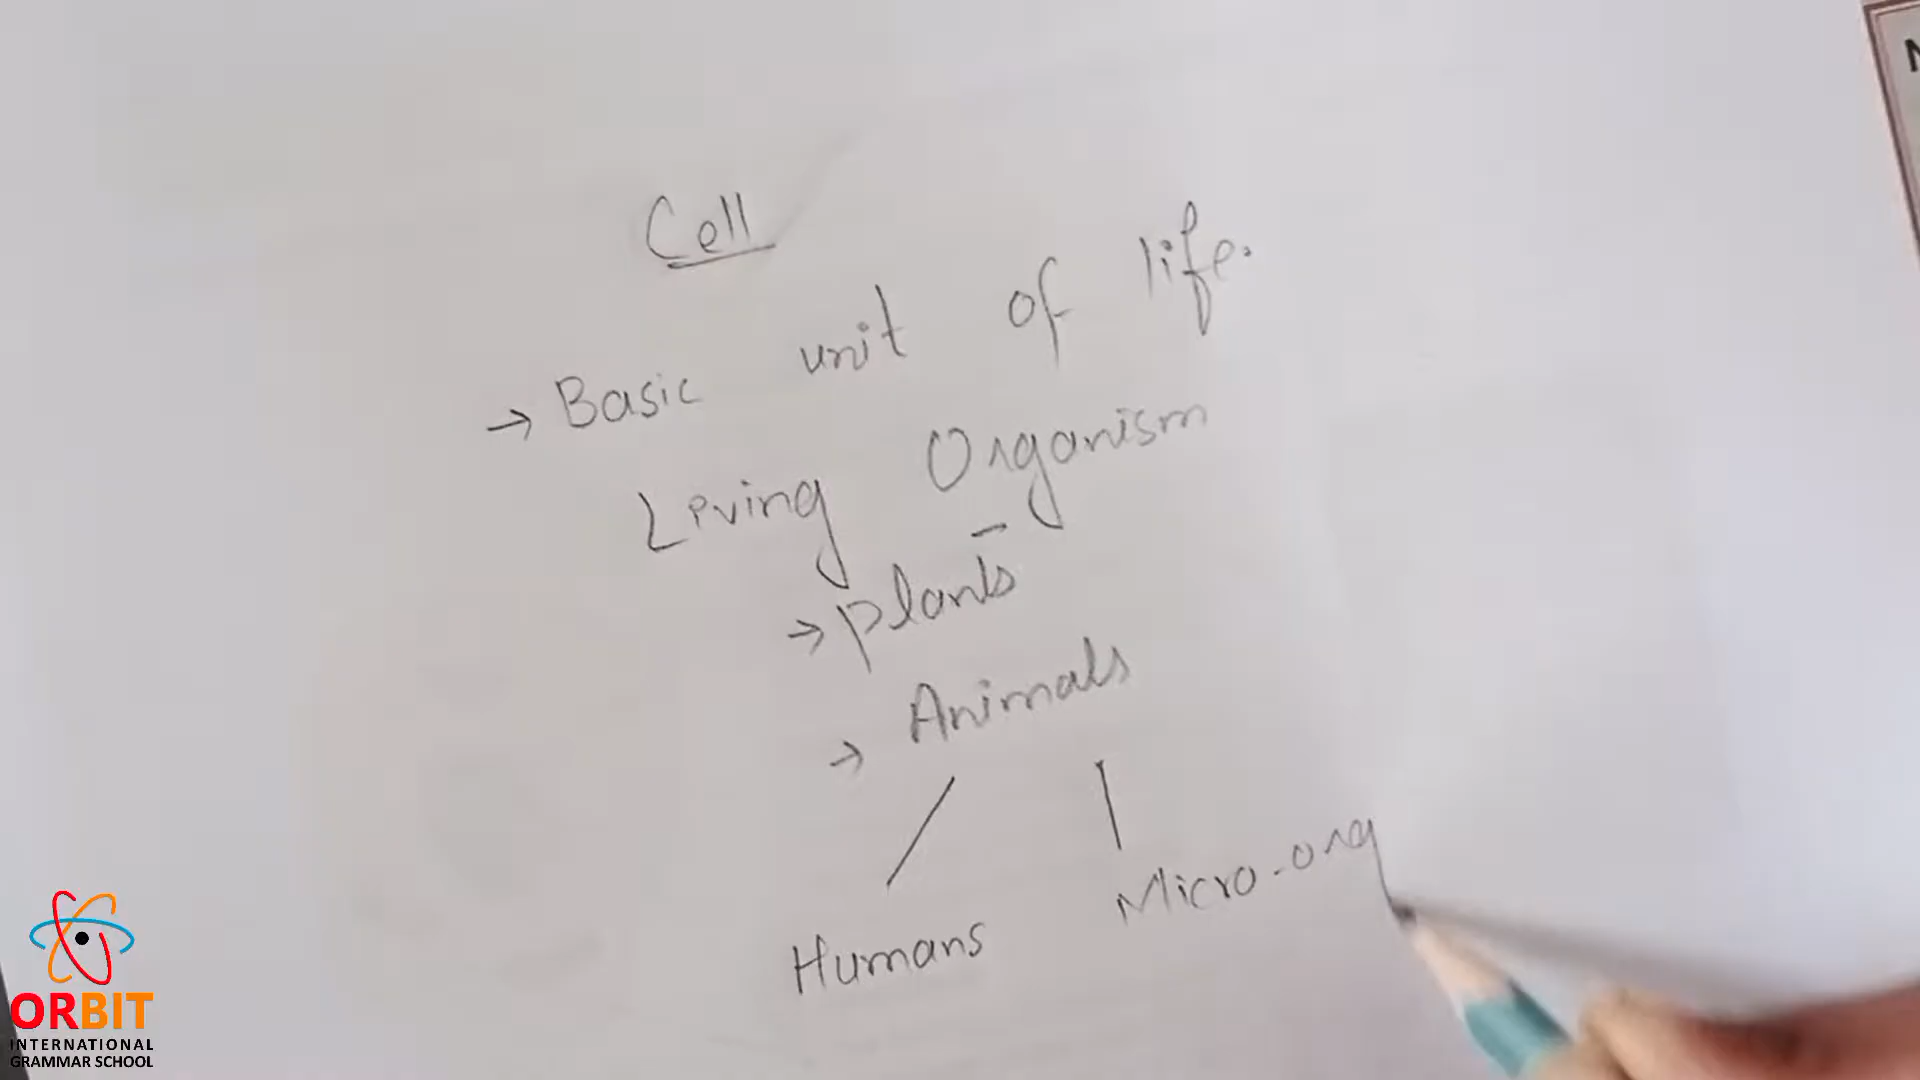 Cell
→ Basic unit of life.
Living Organism
→ plants
→ Animals
Humans
Micro-org
N
ORBIT
INTERNATIONAL
GRAMMAR SCHOOL